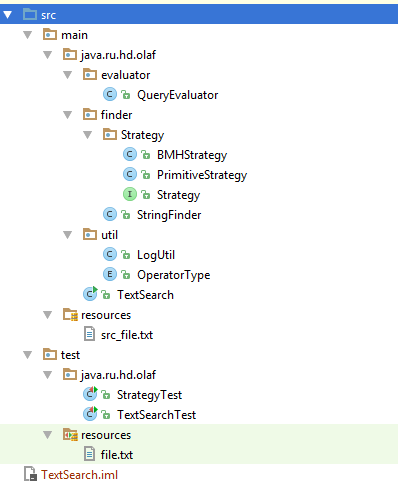 src
main
java.ru.hd.olaf
evaluator
C QueryEvaluator
finder
Strategy
C BMHStrategy
C PrimitiveStrategy
I Strategy
C StringFinder
util
C LogUtil
E OperatorType
C TextSearch
resources
src_file.txt
test
java.ru.hd.olaf
C StrategyTest
C TextSearchTest
resources
file.txt
TextSearch.iml